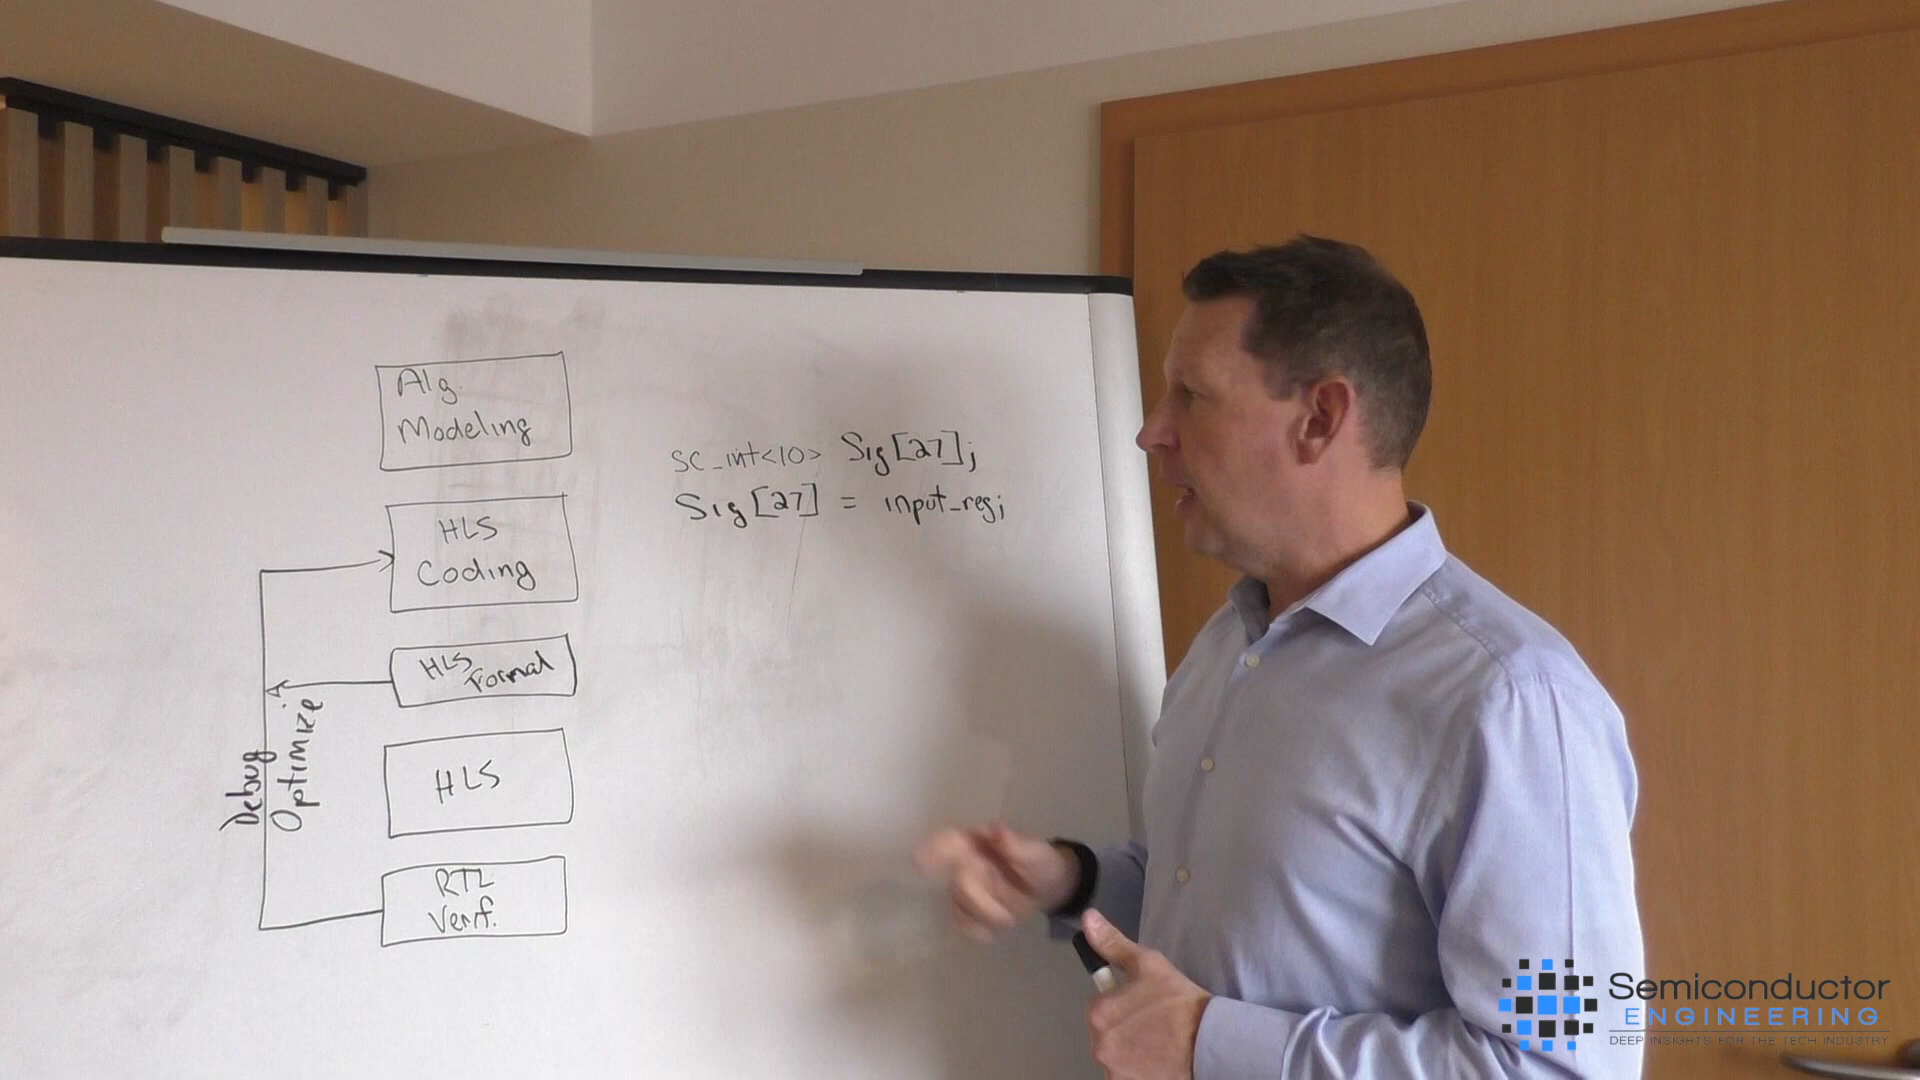 Alg.
Modeling
HLS
Coding
HLS
Formal
HLS
RTL
Verif.
Debug
Optimize
SC_int<10> Sig[27];
Sig[27] = input_reg;
Semiconductor
ENGINEERING
DEEP INSIGHTS FOR THE TECH INDUSTRY